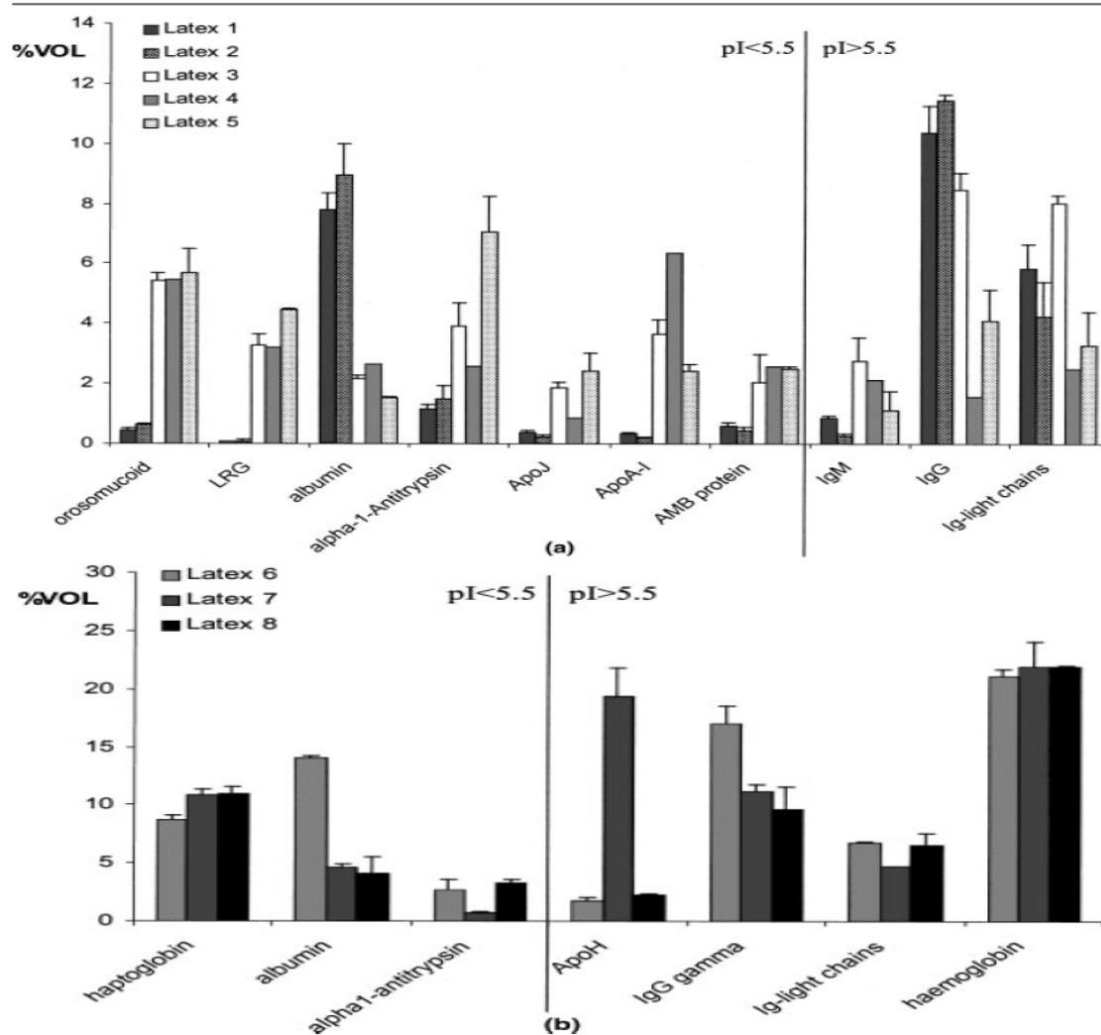 14
%VOL
12
10
8
6
4
2
0
Latex 1
Latex 2
Latex 3
Latex 4
Latex 5
pI<5.5
pI>5.5
orosomucoid
LRG
albumin
alpha-1-Antitrypsin
ApoJ
ApoA-I
AMB protein
IgM
IgG
Ig-light chains
(a)
30
%VOL
25
20
15
10
5
0
Latex 6
Latex 7
Latex 8
pI<5.5
pI>5.5
haptoglobin
albumin
alpha1-antitrypsin
ApoH
IgG gamma
Ig-light chains
haemoglobin
(b)